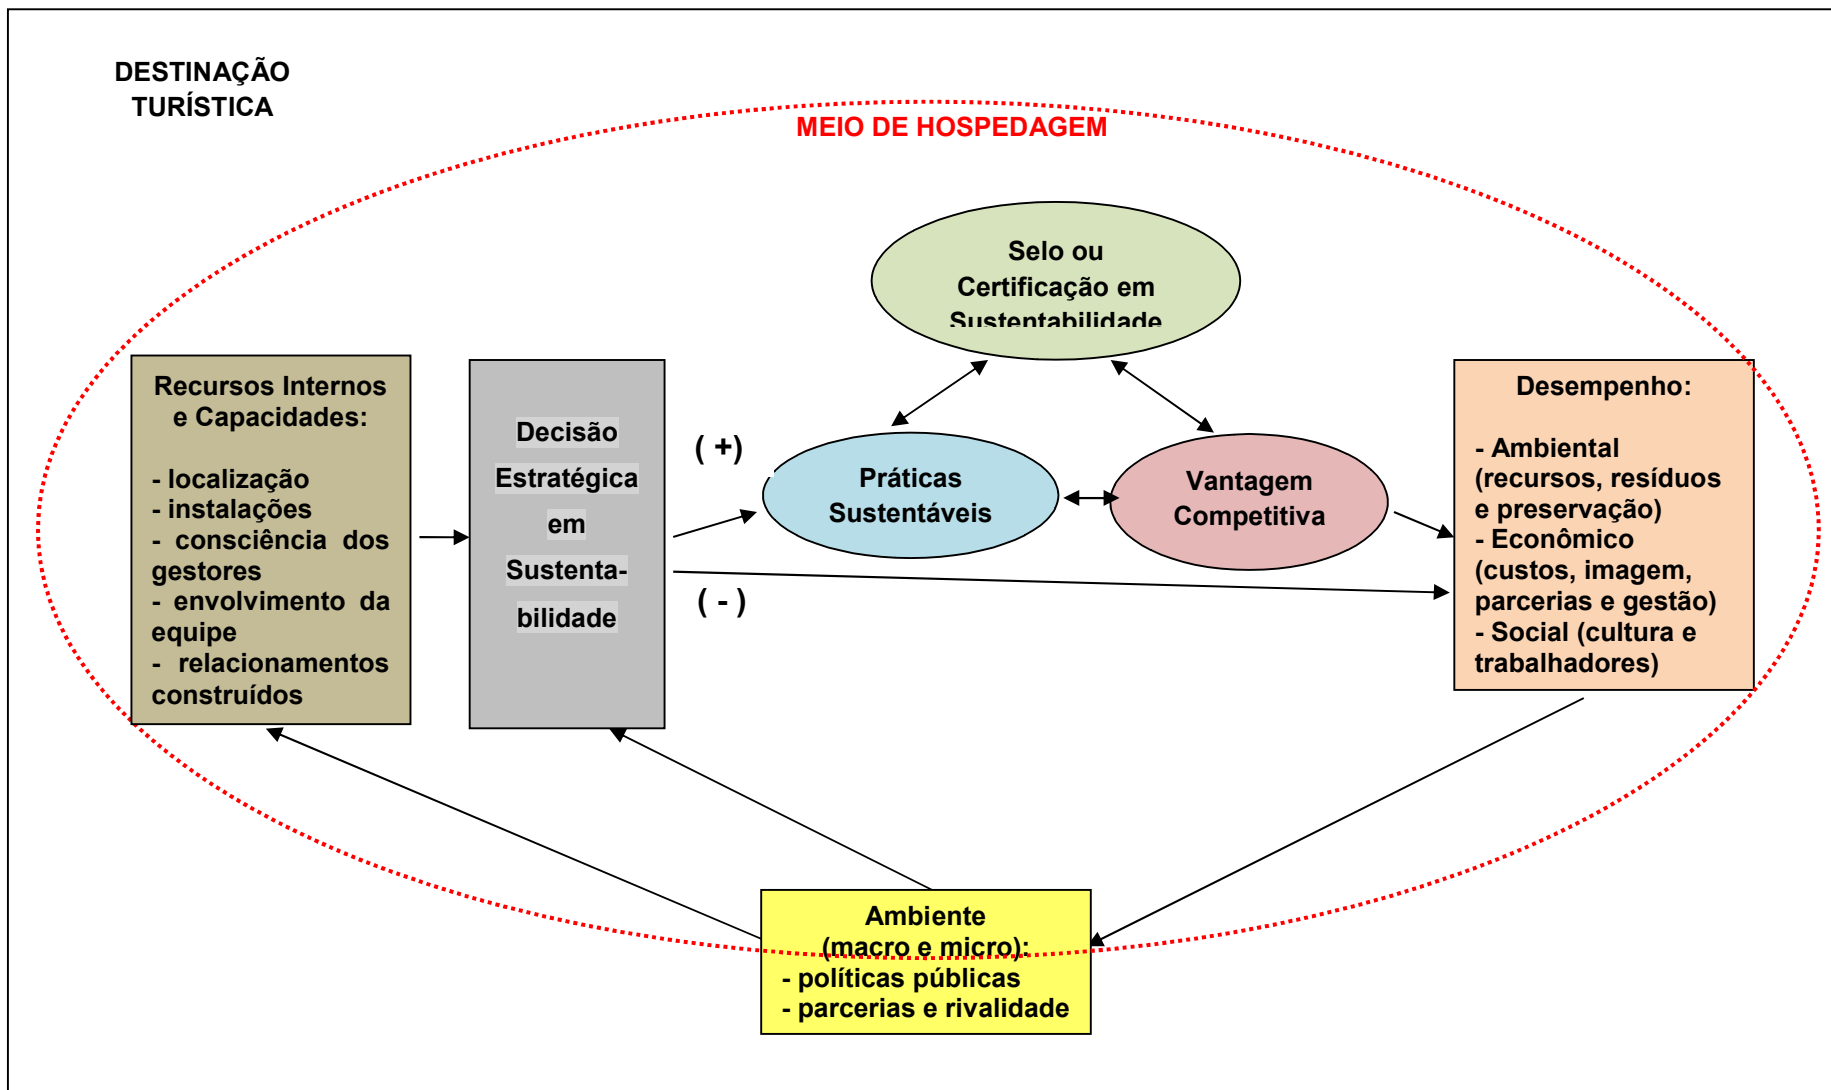 DESTINAÇÃO
TURÍSTICA
MEIO DE HOSPEDAGEM
Selo ou
Certificação em
Sustentabilidade
Recursos Internos
e Capacidades:
- localização
- instalações
- consciência dos
gestores
- envolvimento da
equipe
- relacionamentos
construídos
Decisão
Estratégica
em
Sustenta-
bilidade
( +)
( - )
Práticas
Sustentáveis
Vantagem
Competitiva
Desempenho:
- Ambiental
(recursos, resíduos
e preservação)
- Econômico
(custos, imagem,
parcerias e gestão)
- Social (cultura e
trabalhadores)
Ambiente
(macro e micro):
- políticas públicas
- parcerias e rivalidade